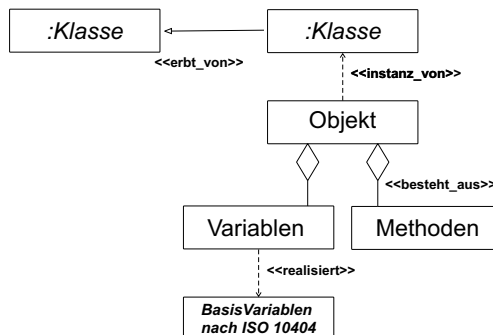 :Klasse
:Klasse
<<erbt_von>>
<<instanz_von>>
Objekt
<<besteht_aus>>
Variablen
Methoden
<<realisiert>>
BasisVariablen
nach ISO 10404